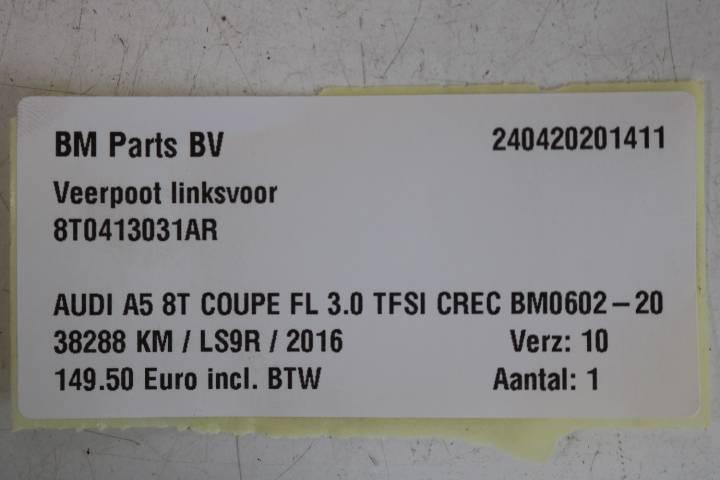 BM Parts BV 240420201411
Veerpoot linksvoor
8T0413031AR
AUDI A5 8T COUPE FL 3.0 TFSI CREC BM0602-20
38288 KM / LS9R / 2016 Verz: 10
149.50 Euro incl. BTW Aantal: 1